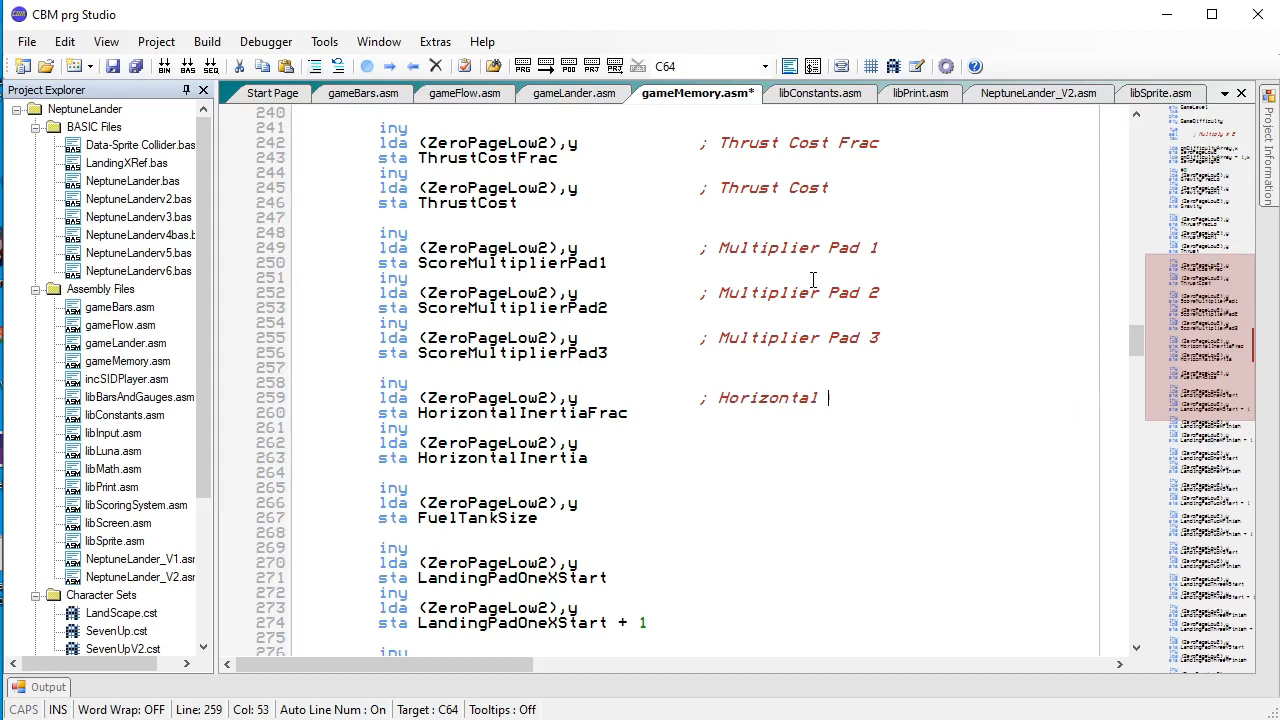 CBM prg Studio
File Edit View Project Build Debugger Tools Window Extras Help
C64
Project Explorer
Start Page gameBars.asm gameFlow.asm gameLander.asm gameMemory.asm* libConstants.asm libPrint.asm NeptuneLander_V2.asm libSprite.asm
NeptuneLander
BASIC Files
Data-Sprite Collider.bas
LandingXRef.bas
NeptuneLander.bas
NeptuneLanderv2.bas
NeptuneLanderv3.bas
NeptuneLanderv4bas.b
NeptuneLanderv5.bas
NeptuneLanderv6.bas
Assembly Files
gameBars.asm
gameFlow.asm
gameLander.asm
gameMemory.asm
incSIDPlayer.asm
libBarsAndGauges.asm
libConstants.asm
libInput.asm
libLuna.asm
libMath.asm
libPrint.asm
libScoringSystem.asm
libScreen.asm
libSprite.asm
NeptuneLander_V1.asm
NeptuneLander_V2.asm
Character Sets
LandScape.cst
SevenUp.cst
SevenUpV2.cst
240
241 iny
242 lda (ZeroPageLow2),y ; Thrust Cost Frac
243 sta ThrustCostFrac
244 iny
245 lda (ZeroPageLow2),y ; Thrust Cost
246 sta ThrustCost
247
248 iny
249 lda (ZeroPageLow2),y ; Multiplier Pad 1
250 sta ScoreMultiplierPad1
251 iny
252 lda (ZeroPageLow2),y ; Multiplier Pad 2
253 sta ScoreMultiplierPad2
254 iny
255 lda (ZeroPageLow2),y ; Multiplier Pad 3
256 sta ScoreMultiplierPad3
257
258 iny
259 lda (ZeroPageLow2),y ; Horizontal
260 sta HorizontalInertiaFrac
261 iny
262 lda (ZeroPageLow2),y
263 sta HorizontalInertia
264
265 iny
266 lda (ZeroPageLow2),y
267 sta FuelTankSize
268
269 iny
270 lda (ZeroPageLow2),y
271 sta LandingPadOneXStart
272 iny
273 lda (ZeroPageLow2),y
274 sta LandingPadOneXStart + 1
275
276 iny
Project Information
Output
CAPS INS Word Wrap: OFF Line: 259 Col: 53 Auto Line Num : On Target : C64 Tooltips : Off